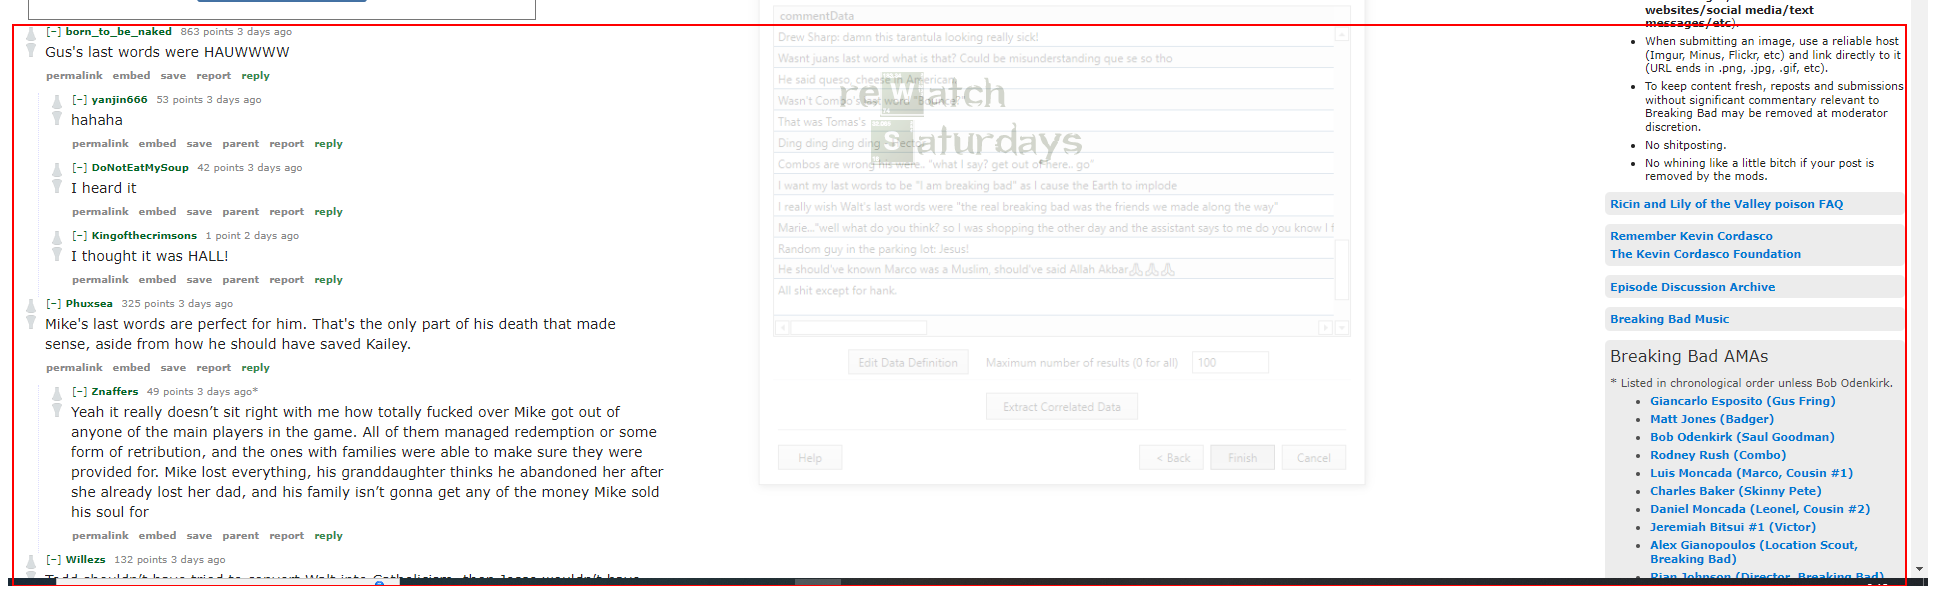 [–] born_to_be_naked 863 points 3 days ago
Gus's last words were HAUWWWW
permalink embed save report reply
[–] yanjin666 53 points 3 days ago
hahaha
permalink embed save parent report reply
[–] DoNotEatMySoup 42 points 3 days ago
I heard it
permalink embed save parent report reply
[–] Kingofthecrimsons 1 point 2 days ago
I thought it was HALL!
permalink embed save parent report reply
[–] Phuxsea 325 points 3 days ago
Mike's last words are perfect for him. That's the only part of his death that made
sense, aside from how he should have saved Kailey.
permalink embed save report reply
[–] Znaffers 49 points 3 days ago*
Yeah it really doesn’t sit right with me how totally fucked over Mike got out of
anyone of the main players in the game. All of them managed redemption or some
form of retribution, and the ones with families were able to make sure they were
provided for. Mike lost everything, his granddaughter thinks he abandoned her after
she already lost her dad, and his family isn’t gonna get any of the money Mike sold
his soul for
permalink embed save parent report reply
[–] Willezs 132 points 3 days ago
Todd shouldn't have tried to convert Walt into Catholicism, then Jesse wouldn't have
commentData
Drew Sharp: damn this tarantula looking really sick!
Wasnt juans last word what is that? Could be misunderstanding que se so tho
He said queso, cheese in American
Wasn't Combo's last word "Bounce?"
That was Tomas's
Ding ding ding ding - Hector
Combos are wrong his were.. "what I say? get out of here.. go"
I want my last words to be "I am breaking bad" as I cause the Earth to implode
I really wish Walt's last words were "the real breaking bad was the friends we made along the way"
Marie..."well what do you think? so I was shopping the other day and the assistant says to me do you know I f
Random guy in the parking lot: Jesus!
He should've known Marco was a Muslim, should've said Allah Akbar🙏🙏🙏
All shit except for hank.
reWatch
Saturdays
Edit Data Definition Maximum number of results (0 for all) 100
Extract Correlated Data
Help < Back Finish Cancel
websites/social media/text
messages/etc).
• When submitting an image, use a reliable host
(Imgur, Minus, Flickr, etc) and link directly to it
(URL ends in .png, .jpg, .gif, etc).
• To keep content fresh, reposts and submissions
without significant commentary relevant to
Breaking Bad may be removed at moderator
discretion.
• No shitposting.
• No whining like a little bitch if your post is
removed by the mods.
Ricin and Lily of the Valley poison FAQ
Remember Kevin Cordasco
The Kevin Cordasco Foundation
Episode Discussion Archive
Breaking Bad Music
Breaking Bad AMAs
* Listed in chronological order unless Bob Odenkirk.
• Giancarlo Esposito (Gus Fring)
• Matt Jones (Badger)
• Bob Odenkirk (Saul Goodman)
• Rodney Rush (Combo)
• Luis Moncada (Marco, Cousin #1)
• Charles Baker (Skinny Pete)
• Daniel Moncada (Leonel, Cousin #2)
• Jeremiah Bitsui #1 (Victor)
• Alex Gianopoulos (Location Scout,
Breaking Bad)
• Rian Johnson (Director, Breaking Bad)